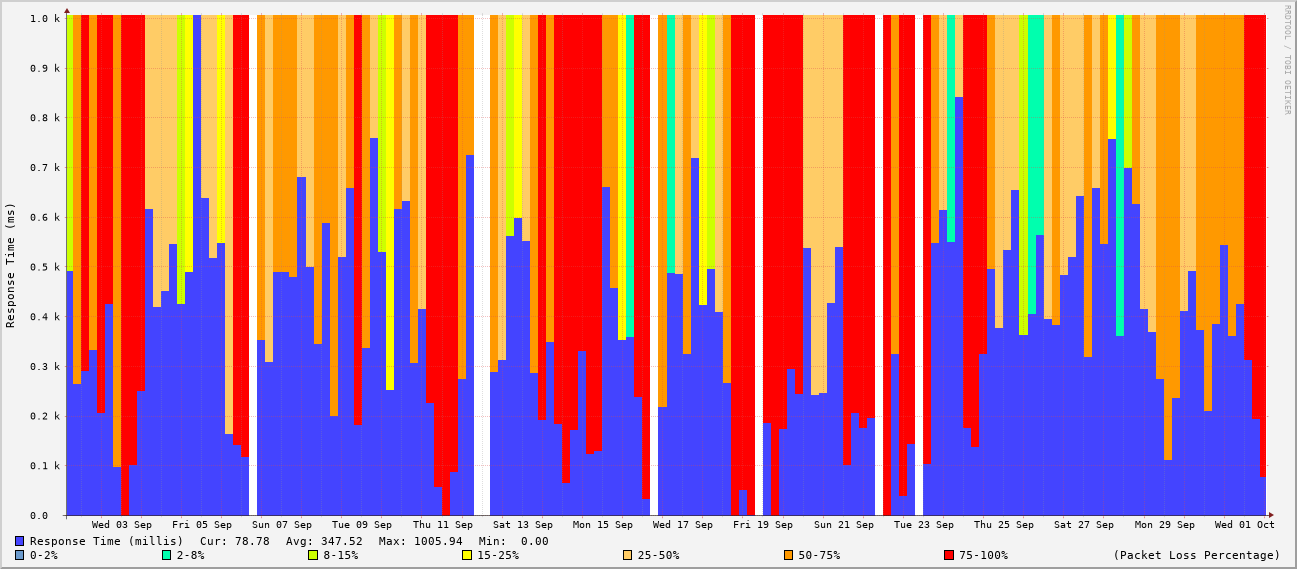 1.0 k
0.9 k
0.8 k
0.7 k
0.6 k
0.5 k
0.4 k
0.3 k
0.2 k
0.1 k
0.0
Response Time (ms)
RRDTOOL / TOBI OETIKER
Wed 03 Sep Fri 05 Sep Sun 07 Sep Tue 09 Sep Thu 11 Sep Sat 13 Sep Mon 15 Sep Wed 17 Sep Fri 19 Sep Sun 21 Sep Tue 23 Sep Thu 25 Sep Sat 27 Sep Mon 29 Sep Wed 01 Oct
Response Time (millis) Cur: 78.78 Avg: 347.52 Max: 1005.94 Min: 0.00
0-2% 2-8% 8-15% 15-25% 25-50% 50-75% 75-100% (Packet Loss Percentage)